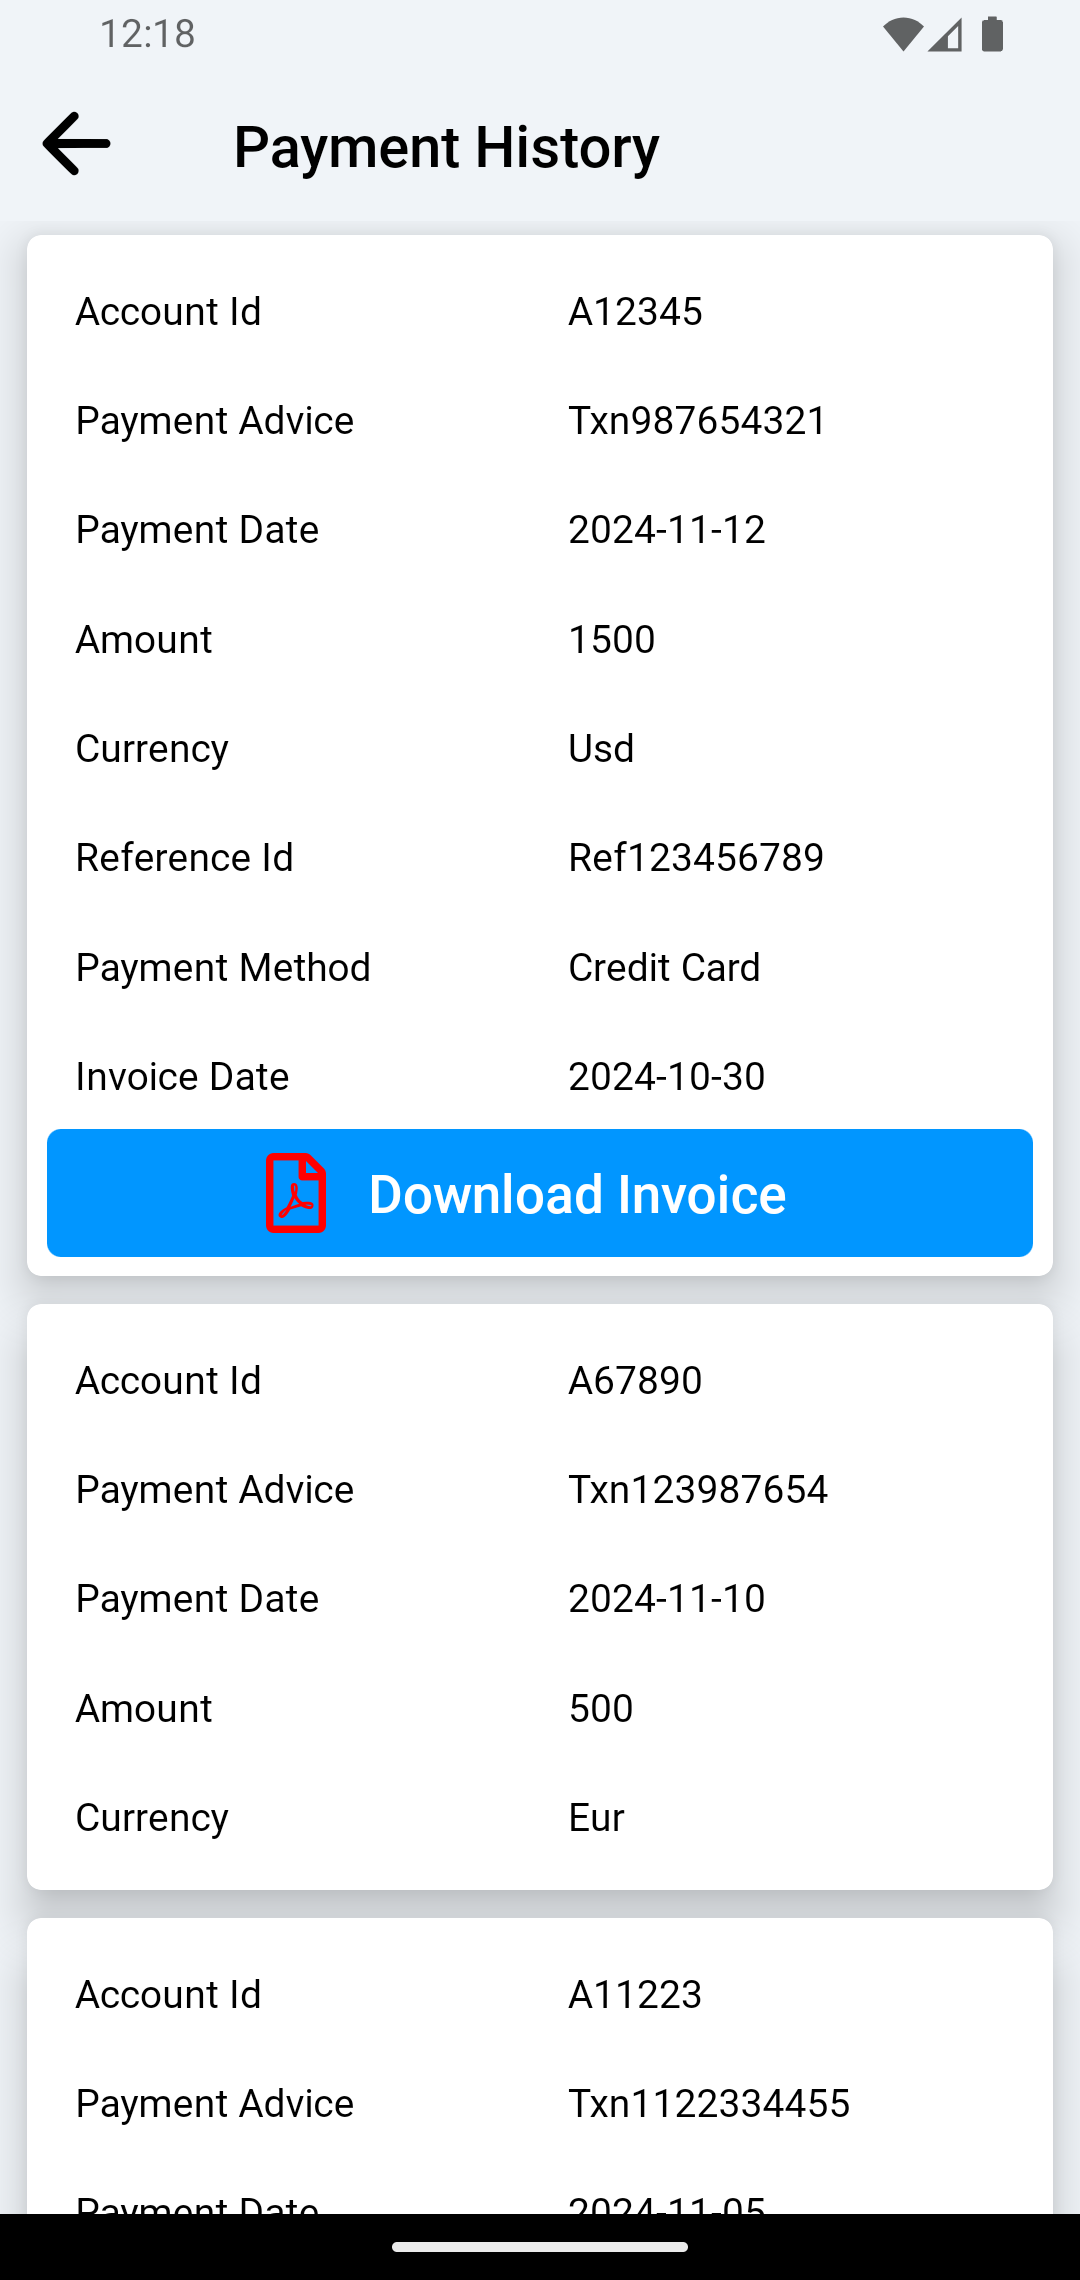 12:18
Payment History
Account Id A12345
Payment Advice Txn987654321
Payment Date 2024-11-12
Amount 1500
Currency Usd
Reference Id Ref123456789
Payment Method Credit Card
Invoice Date 2024-10-30
Download Invoice
Account Id A67890
Payment Advice Txn123987654
Payment Date 2024-11-10
Amount 500
Currency Eur
Account Id A11223
Payment Advice Txn1122334455
Payment Date 2024-11-05